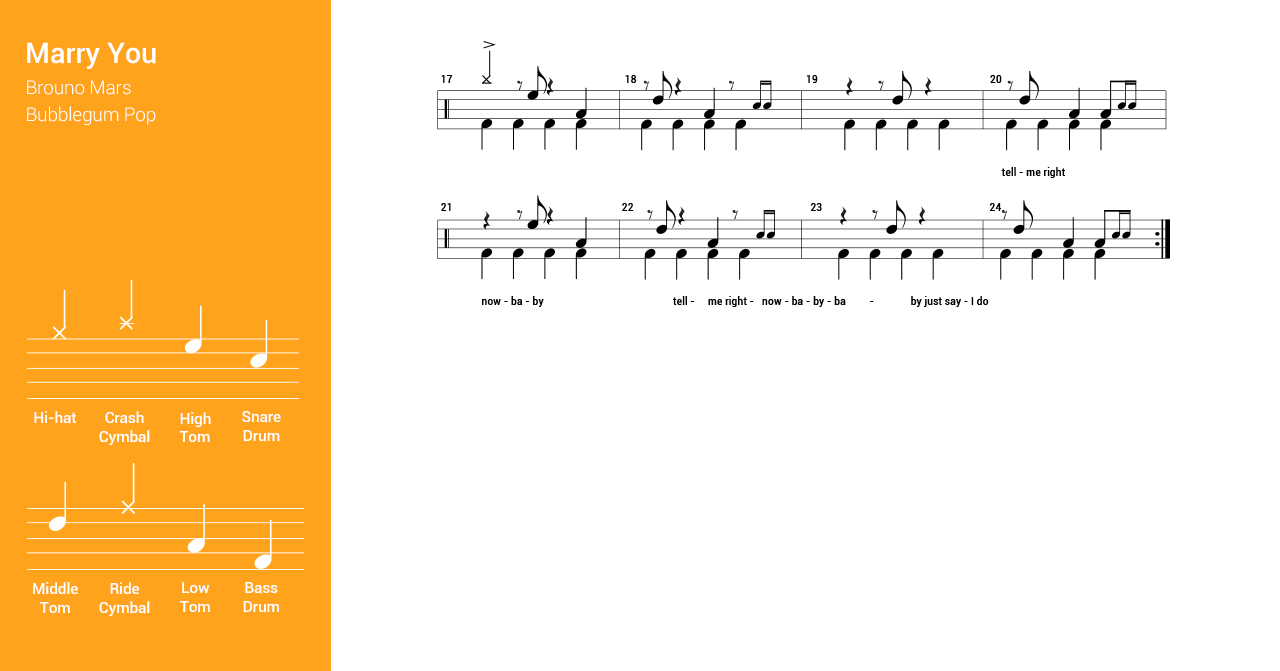 Marry You
Brouno Mars
Bubblegum Pop
Hi-hat
Crash
Cymbal
High
Tom
Snare
Drum
Middle
Tom
Ride
Cymbal
Low
Tom
Bass
Drum
17 18 19 20
tell - me right
21 22 23 24
now - ba - by tell - me right - now - ba - by - ba - by just say - I do